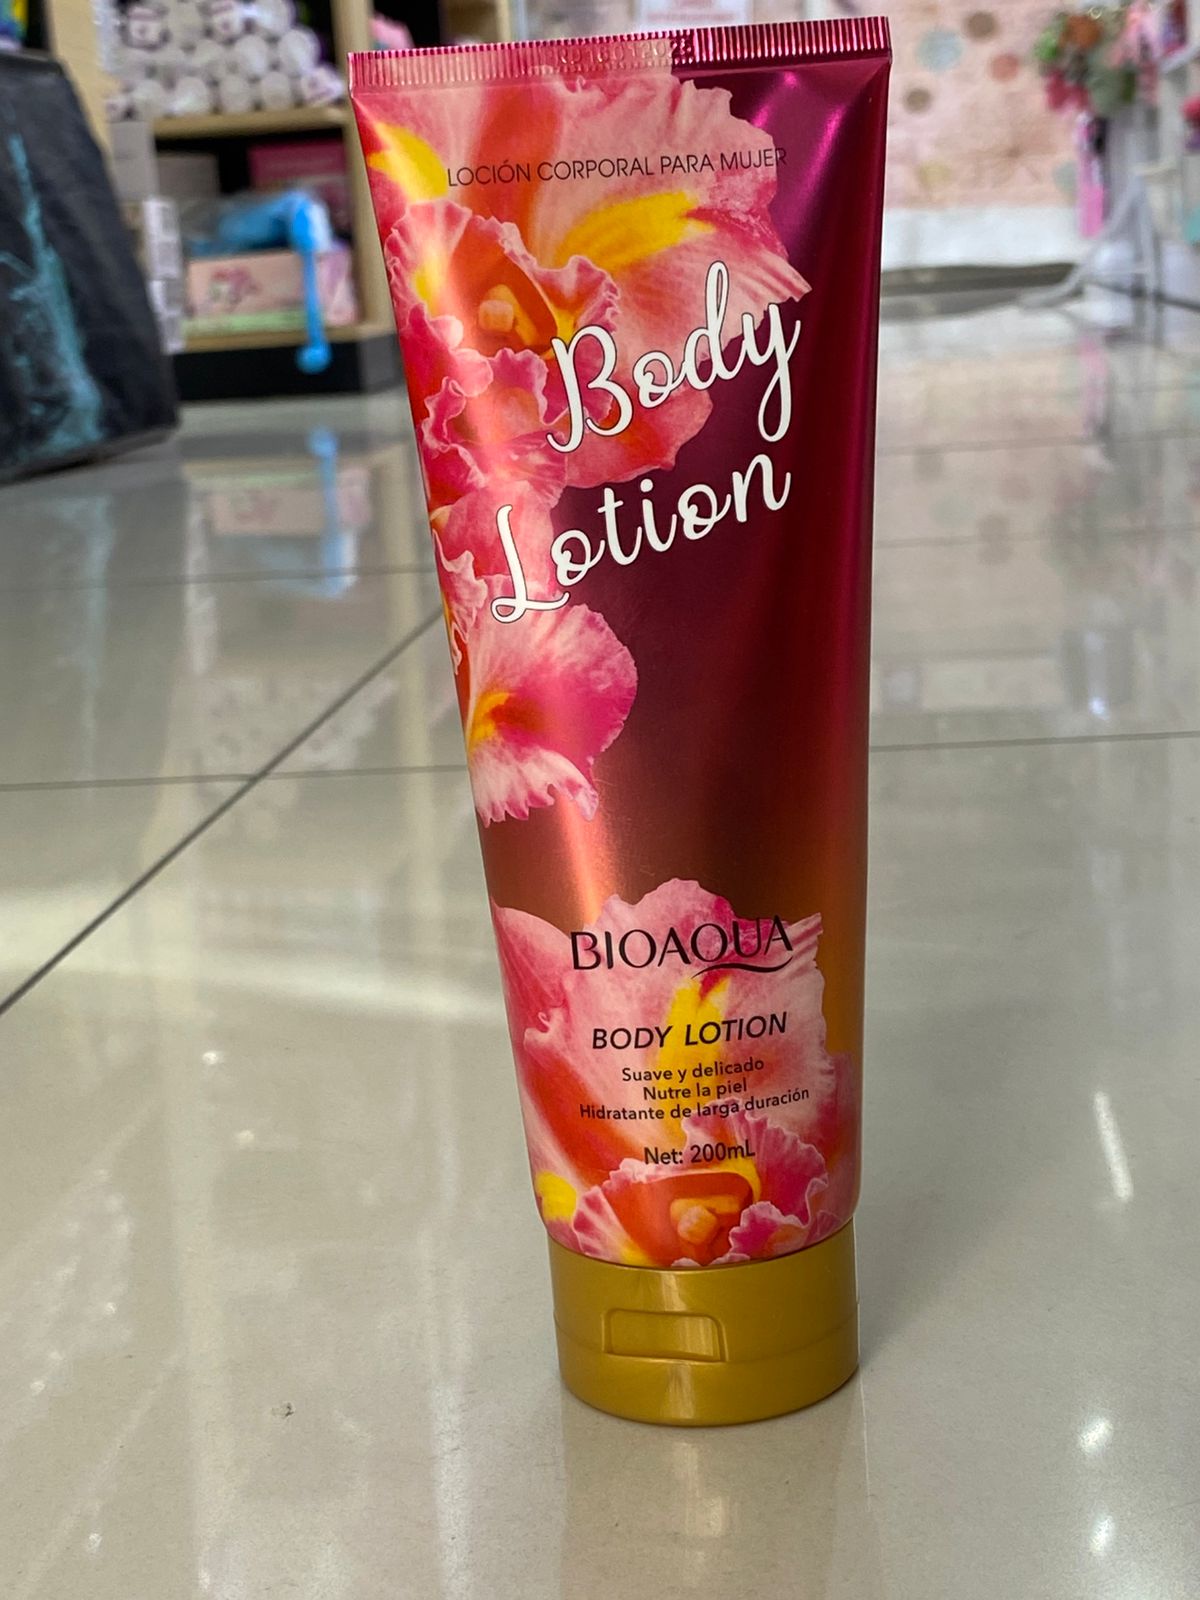 LOCIÓN CORPORAL PARA MUJER
Body
Lotion
BIOAQUA
BODY LOTION
Suave y delicado
Nutre la piel
Hidratante de larga duración
Net: 200mL